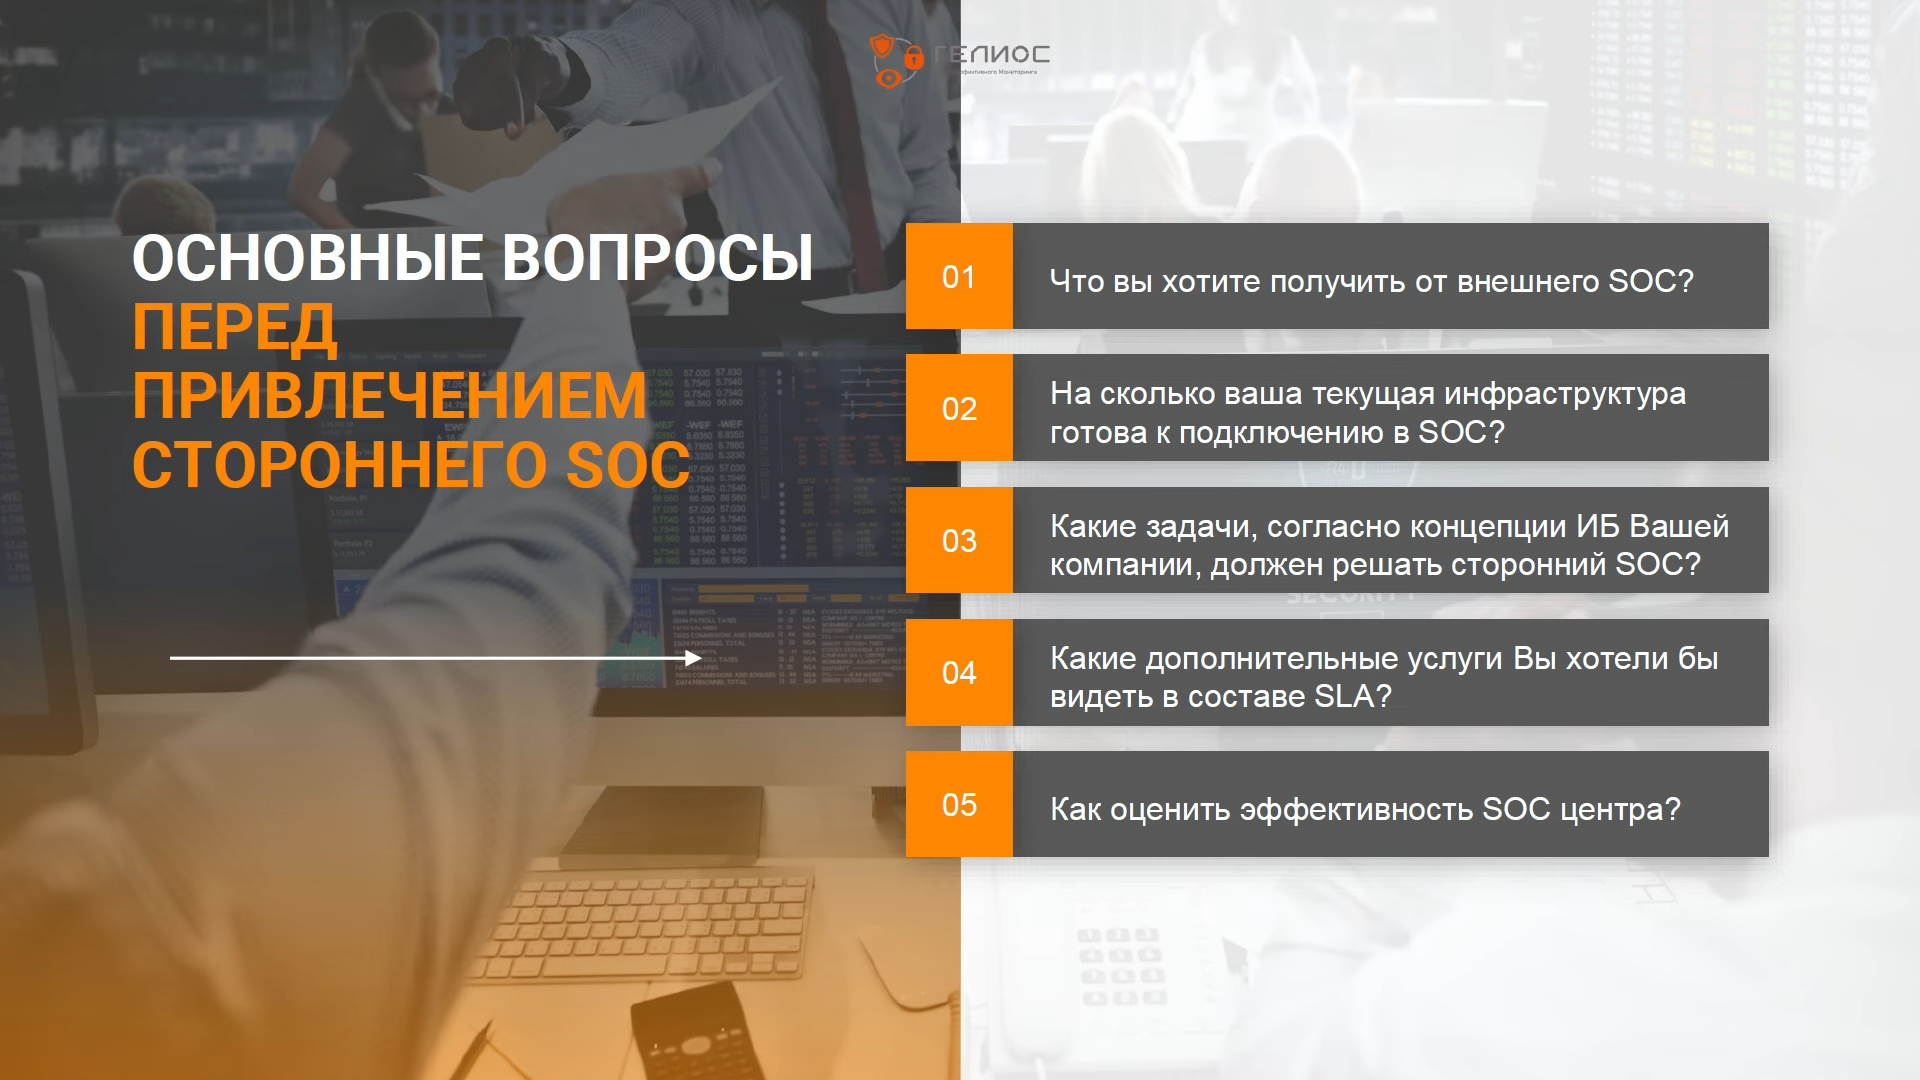 ГЕЛИОС
ОСНОВНЫЕ ВОПРОСЫ
ПЕРЕД
ПРИВЛЕЧЕНИЕМ
СТОРОННЕГО SOC
01
Что вы хотите получить от внешнего SOC?
02
На сколько ваша текущая инфраструктура
готова к подключению в SOC?
03
Какие задачи, согласно концепции ИБ Вашей
компании, должен решать сторонний SOC?
04
Какие дополнительные услуги Вы хотели бы
видеть в составе SLA?
05
Как оценить эффективность SOC центра?